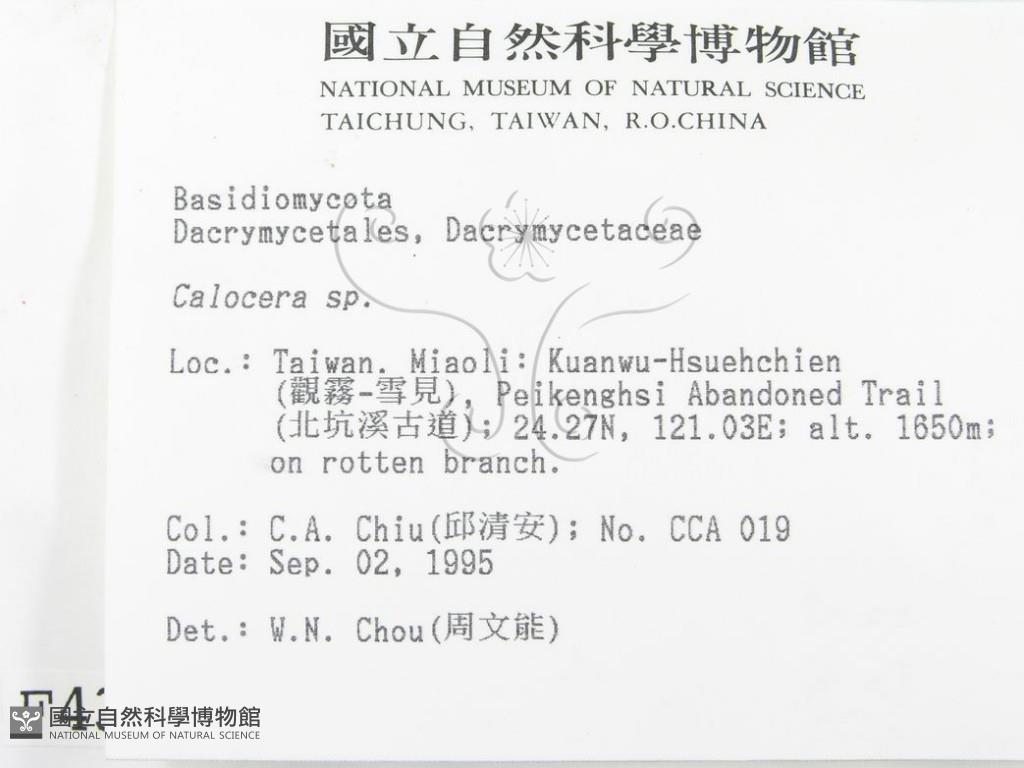 國立自然科學博物館
NATIONAL MUSEUM OF NATURAL SCIENCE
TAICHUNG, TAIWAN, R.O.CHINA
Basidiomycota
Dacrymycetales, Dacrymycetaceae
Calocera sp.
Loc.: Taiwan. Miaoli: Kuanwu-Hsuehchien
(觀霧-雪見), Peikenghsi Abandoned Trail
(北坑溪古道); 24.27N, 121.03E; alt. 1650m;
on rotten branch.
Col.: C.A. Chiu(邱清安); No. CCA 019
Date: Sep. 02, 1995
Det.: W.N. Chou(周文能)
國立自然科學博物館
NATIONAL MUSEUM OF NATURAL SCIENCE